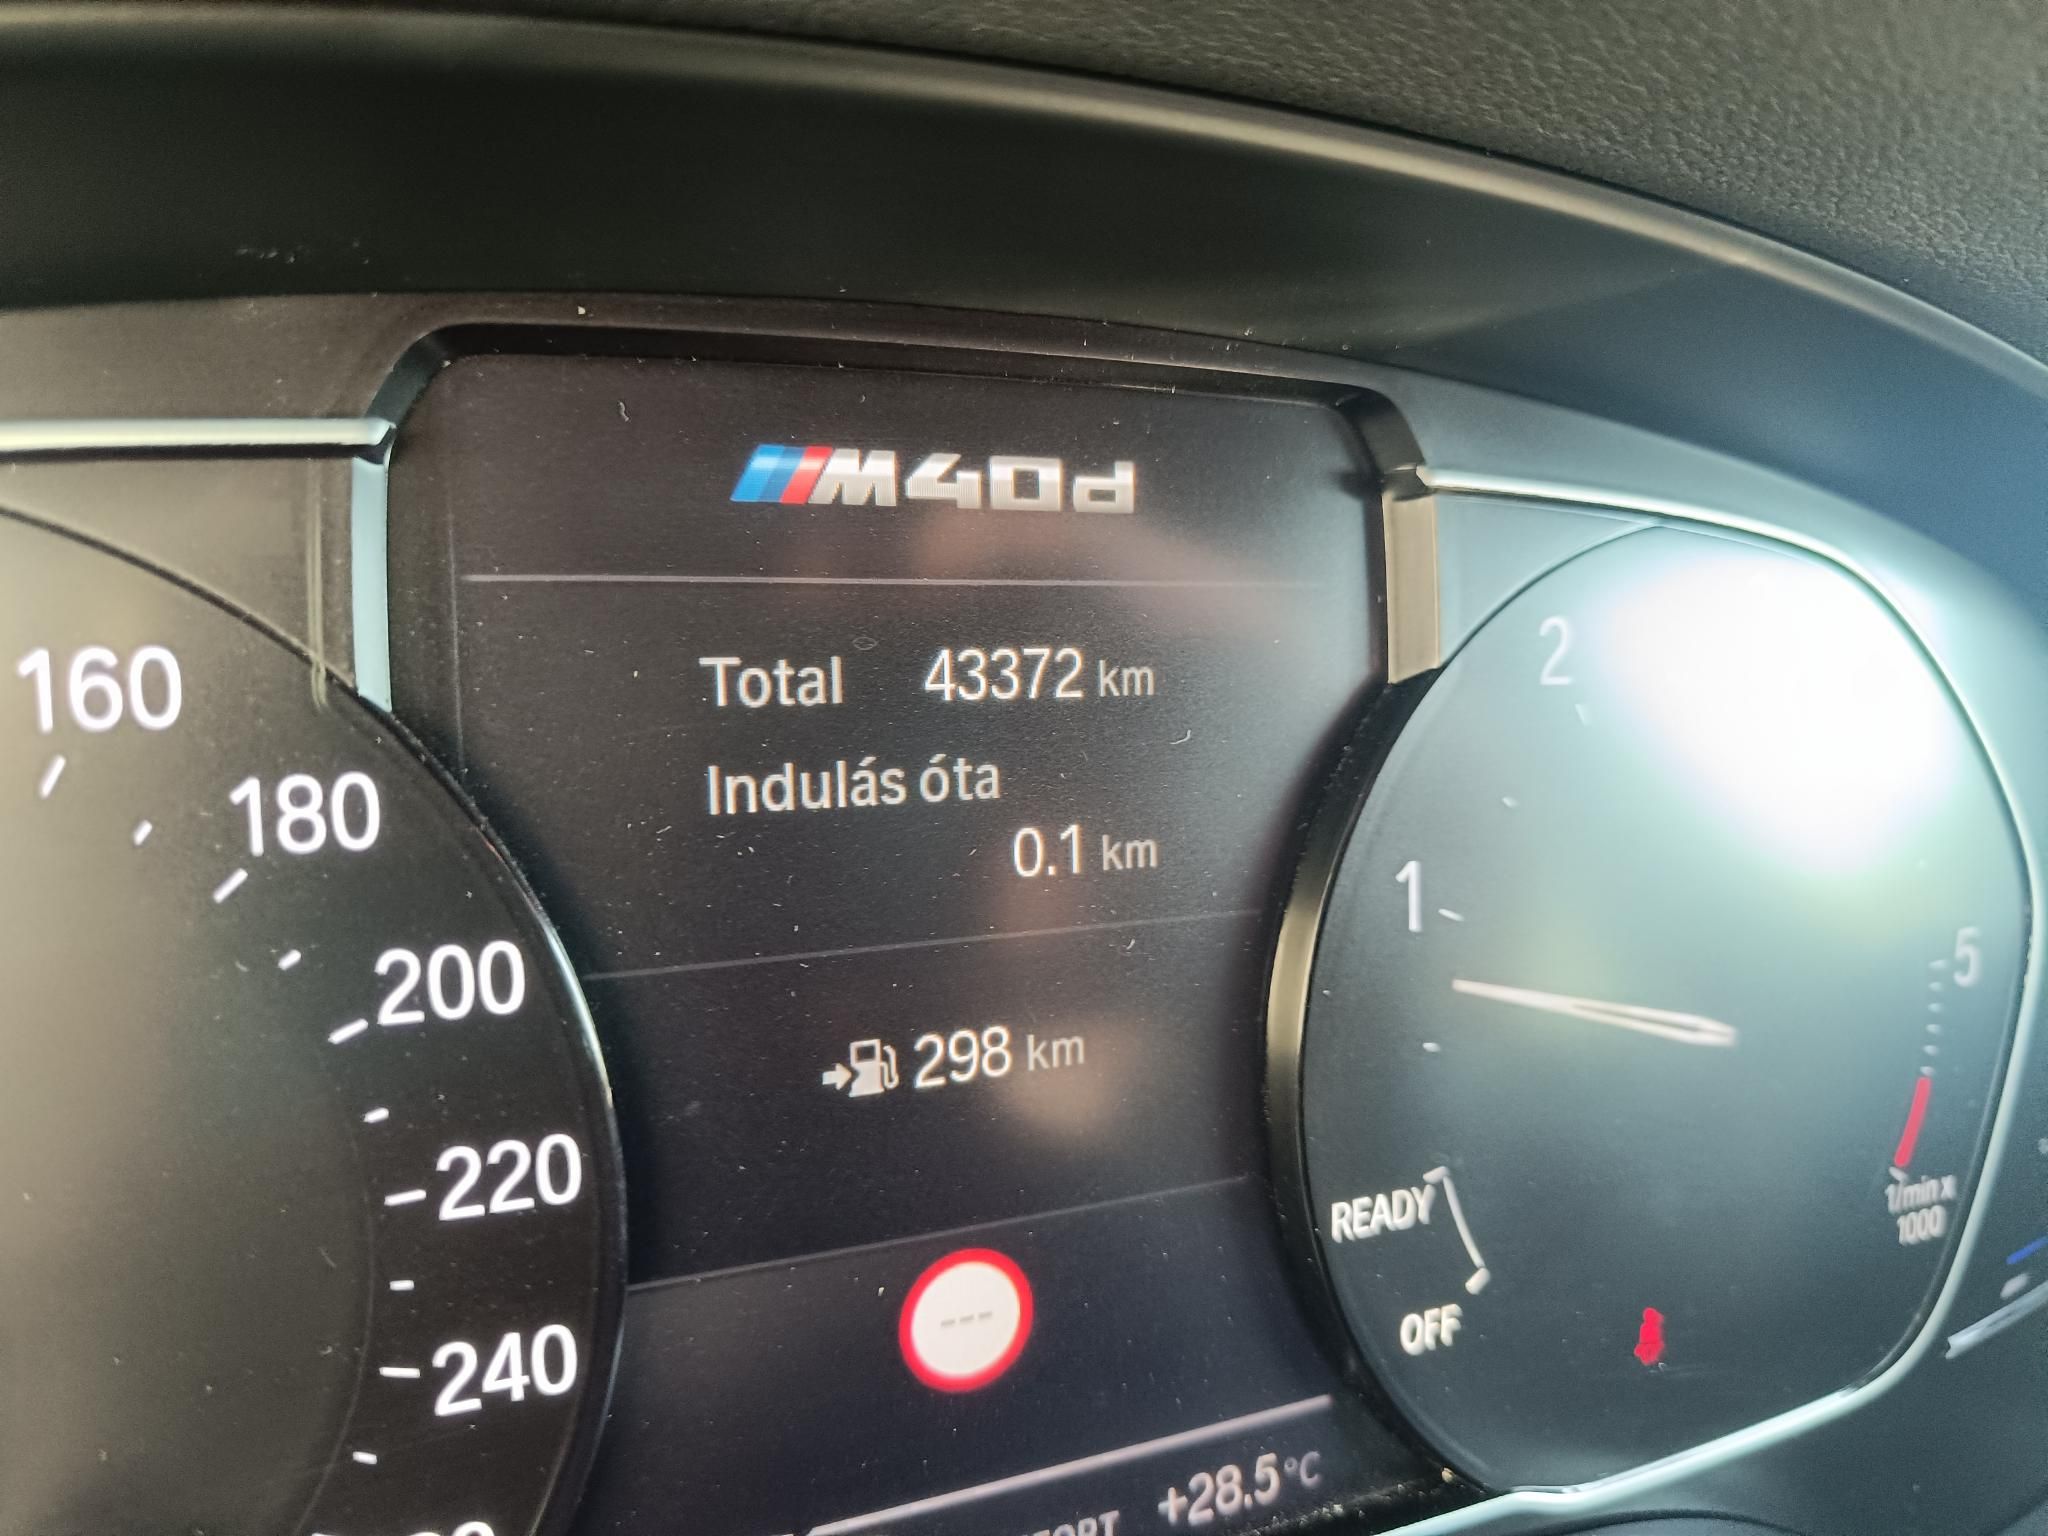 M40d
Total 43372 km
Indulás óta
0.1 km
298 km
---
+28.5 °C
160
180
200
220
240
2
1
5
1/min x
1000
READY
OFF